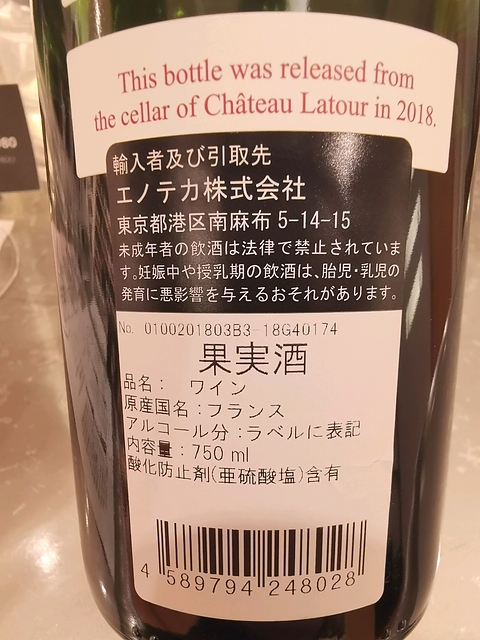 This bottle was released from
the cellar of Château Latour in 2018.
輸入者及び引取先
エノテカ株式会社
東京都港区南麻布 5-14-15
未成年者の飲酒は法律で禁止されていま
す。妊娠中や授乳期の飲酒は、胎児・乳児の
発育に悪影響を与えるおそれがあります。
No. 0100201803B3-18G40174
果実酒
品名： ワイン
原産国名：フランス
アルコール分：ラベルに表記
内容量：750 ml
酸化防止剤(亜硫酸塩)含有
4 589794 248028